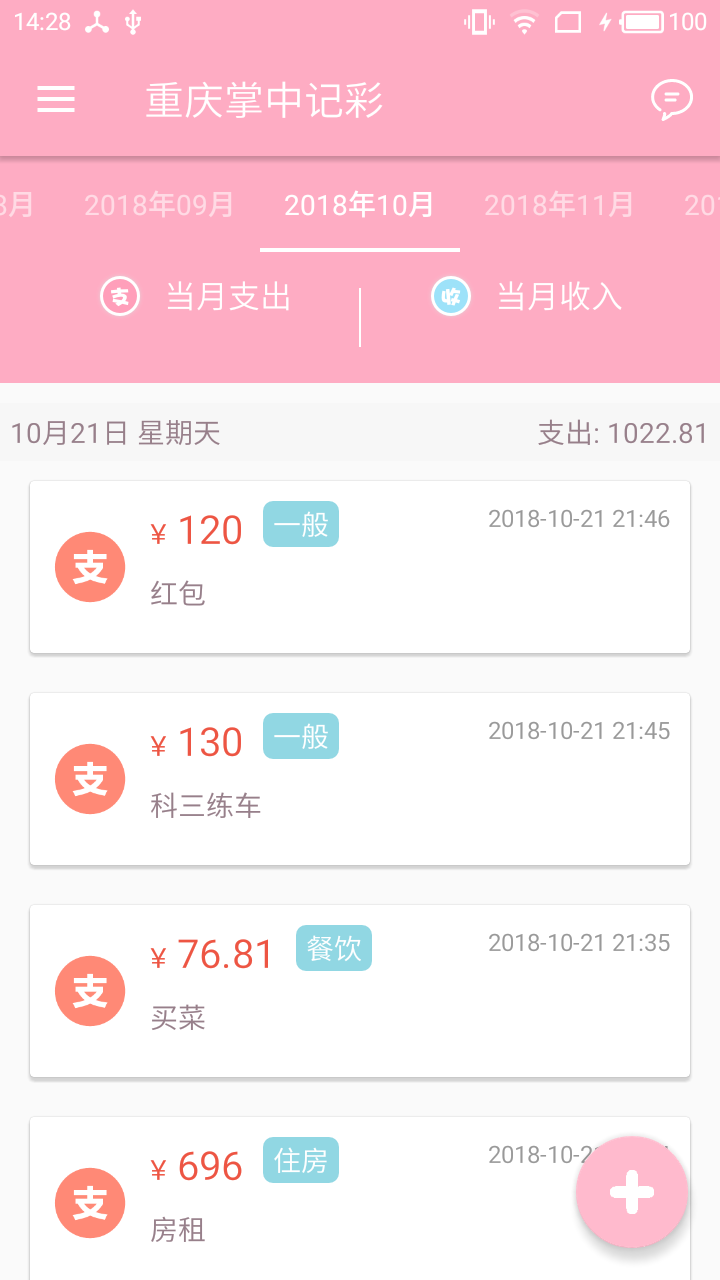 14:28 100
重庆掌中记彩
8月 2018年09月 2018年10月 2018年11月 20
支 当月支出 收 当月收入
10月21日 星期天 支出: 1022.81
¥ 120 一般 2018-10-21 21:46
支
红包
¥ 130 一般 2018-10-21 21:45
支
科三练车
¥ 76.81 餐饮 2018-10-21 21:35
支
买菜
¥ 696 住房 2018-10-2
支
房租